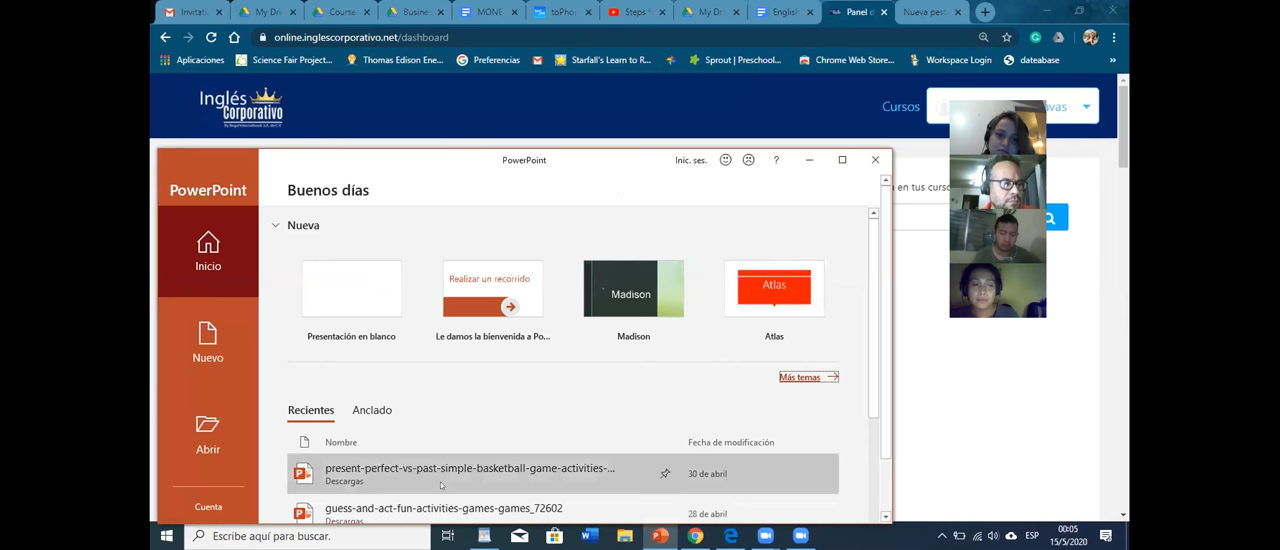 Invitati
My Dri
Course
Busine
MONE
toPhon
Steps "
My Dr
English
Panel d
Nueva pest
online.inglescorporativo.net/dashboard
Aplicaciones
Science Fair Project...
Thomas Edison Ene...
Preferencias
Starfall's Learn to R...
Sprout | Preschool...
Chrome Web Store...
Workspace Login
dateabase
Inglés
Corporativo
Cursos
avas
PowerPoint
Inic. ses.
PowerPoint
Buenos días
a en tus curso
Nueva
Inicio
Realizar un recorrido
Madison
Atlas
Presentación en blanco
Le damos la bienvenida a Po...
Madison
Atlas
Nuevo
Más temas
Recientes
Anclado
Nombre
Fecha de modificación
Abrir
present-perfect-vs-past-simple-basketball-game-activities-...
Descargas
30 de abril
Cuenta
guess-and-act-fun-activities-games-games_72602
Descargas
28 de abril
Escribe aquí para buscar.
ESP
00:05
15/5/2020